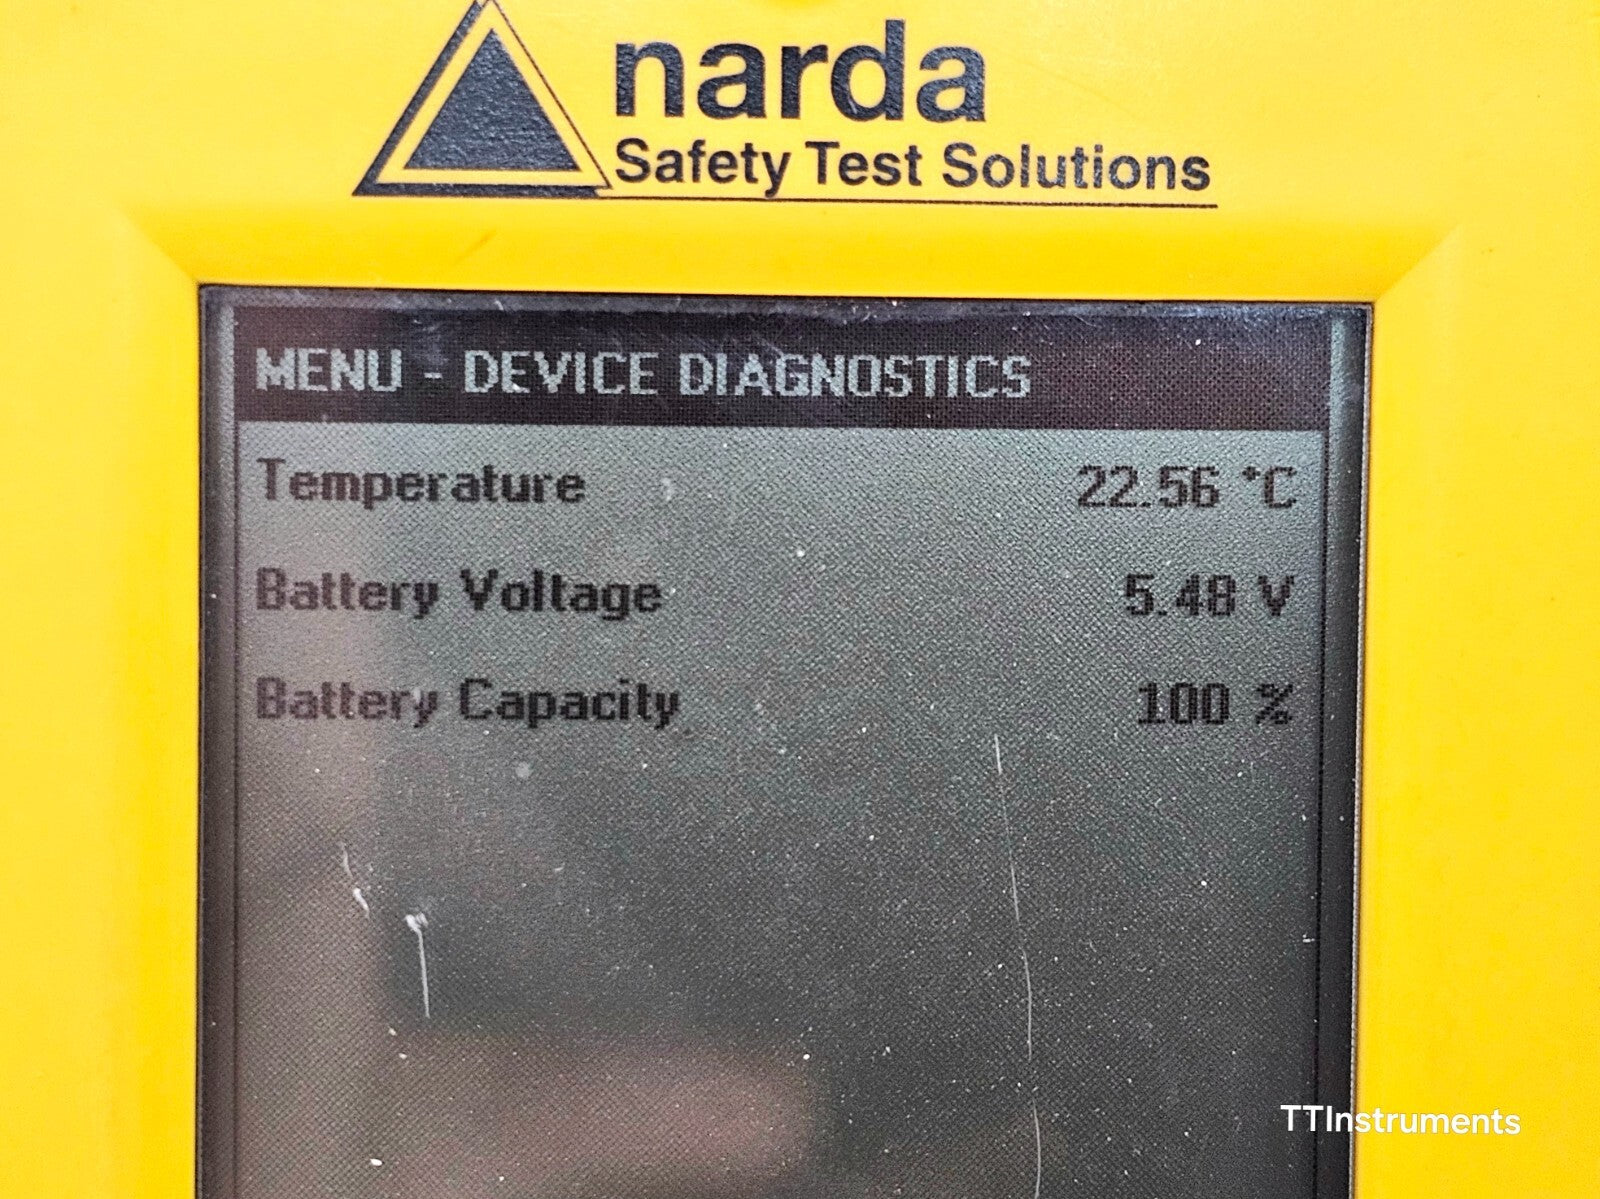 narda
Safety Test Solutions
MENU - DEVICE DIAGNOSTICS
Temperature 22.56 °C
Battery Voltage 5.48 V
Battery Capacity 100 %
TTInstruments